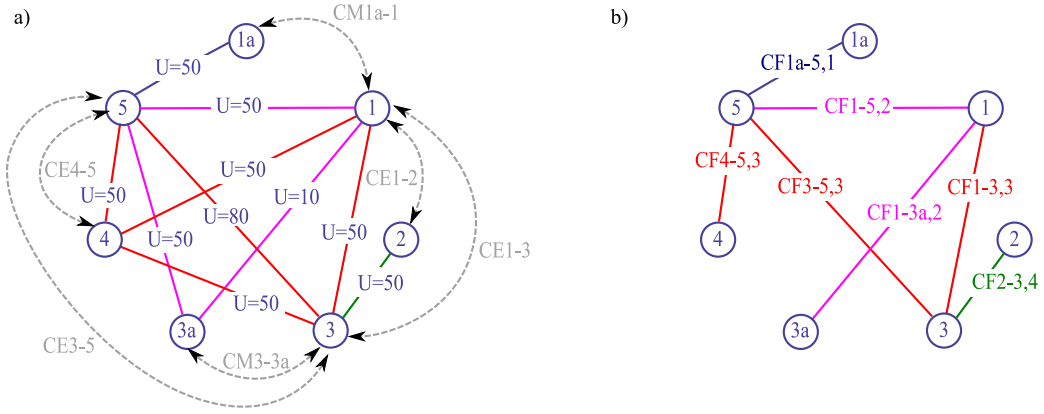 a)
CM1a-1
1a
U=50
5
U=50
1
CE4-5
U=50
CE1-2
U=50
U=10
U=80
U=50
4
U=50
2
CE1-3
U=50
U=50
3a
3
CE3-5
CM3-3a
b)
1a
CF1a-5,1
5
CF1-5,2
1
CF4-5,3
CF3-5,3
CF1-3,3
CF1-3a,2
4
2
CF2-3,4
3a
3